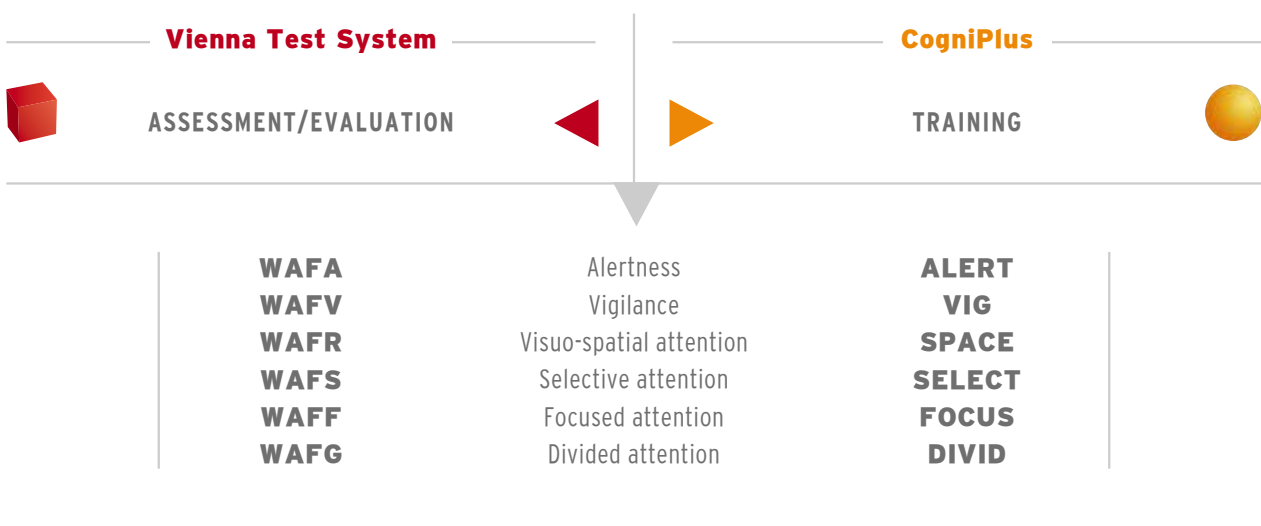 Vienna Test System CogniPlus
ASSESSMENT/EVALUATION TRAINING
WAFA Alertness ALERT
WAFV Vigilance VIG
WAFR Visuo-spatial attention SPACE
WAFS Selective attention SELECT
WAFF Focused attention FOCUS
WAFG Divided attention DIVID